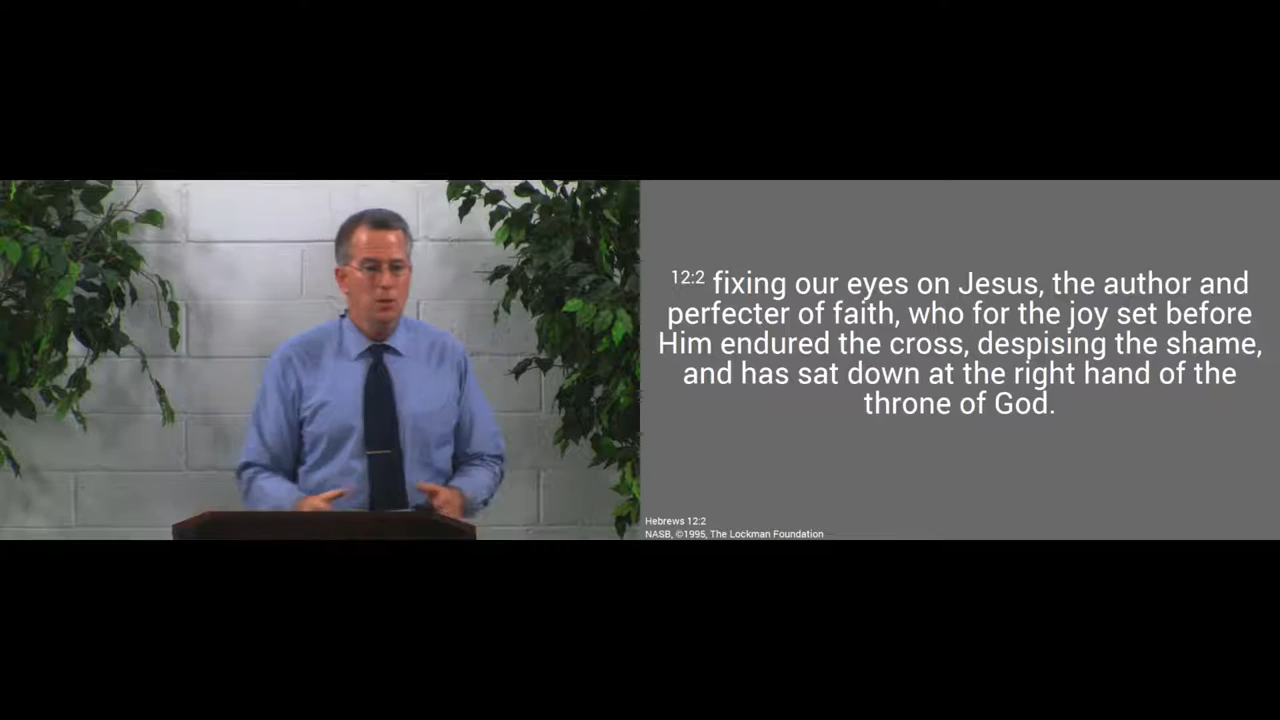 12:2 fixing our eyes on Jesus, the author and
perfecter of faith, who for the joy set before
Him endured the cross, despising the shame,
and has sat down at the right hand of the
throne of God.
Hebrews 12:2
NASB, ©1995, The Lockman Foundation